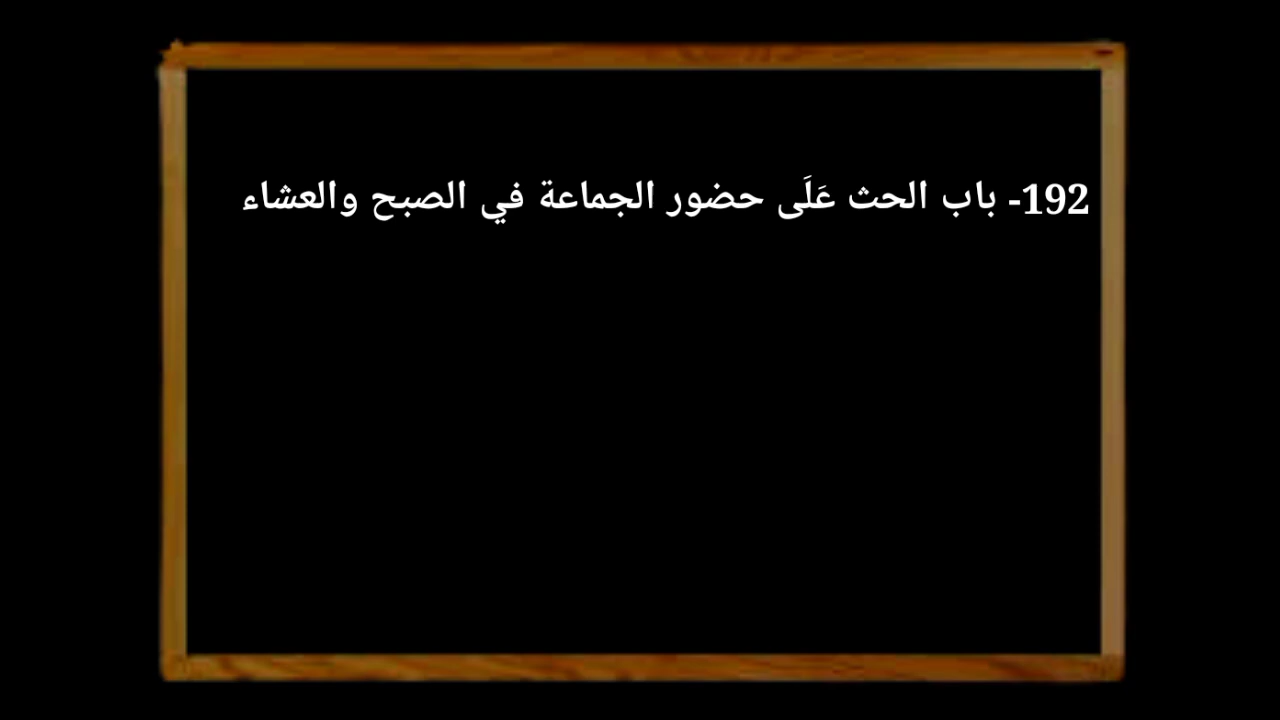 192- باب الحث عَلَى حضور الجماعة في الصبح والعشاء